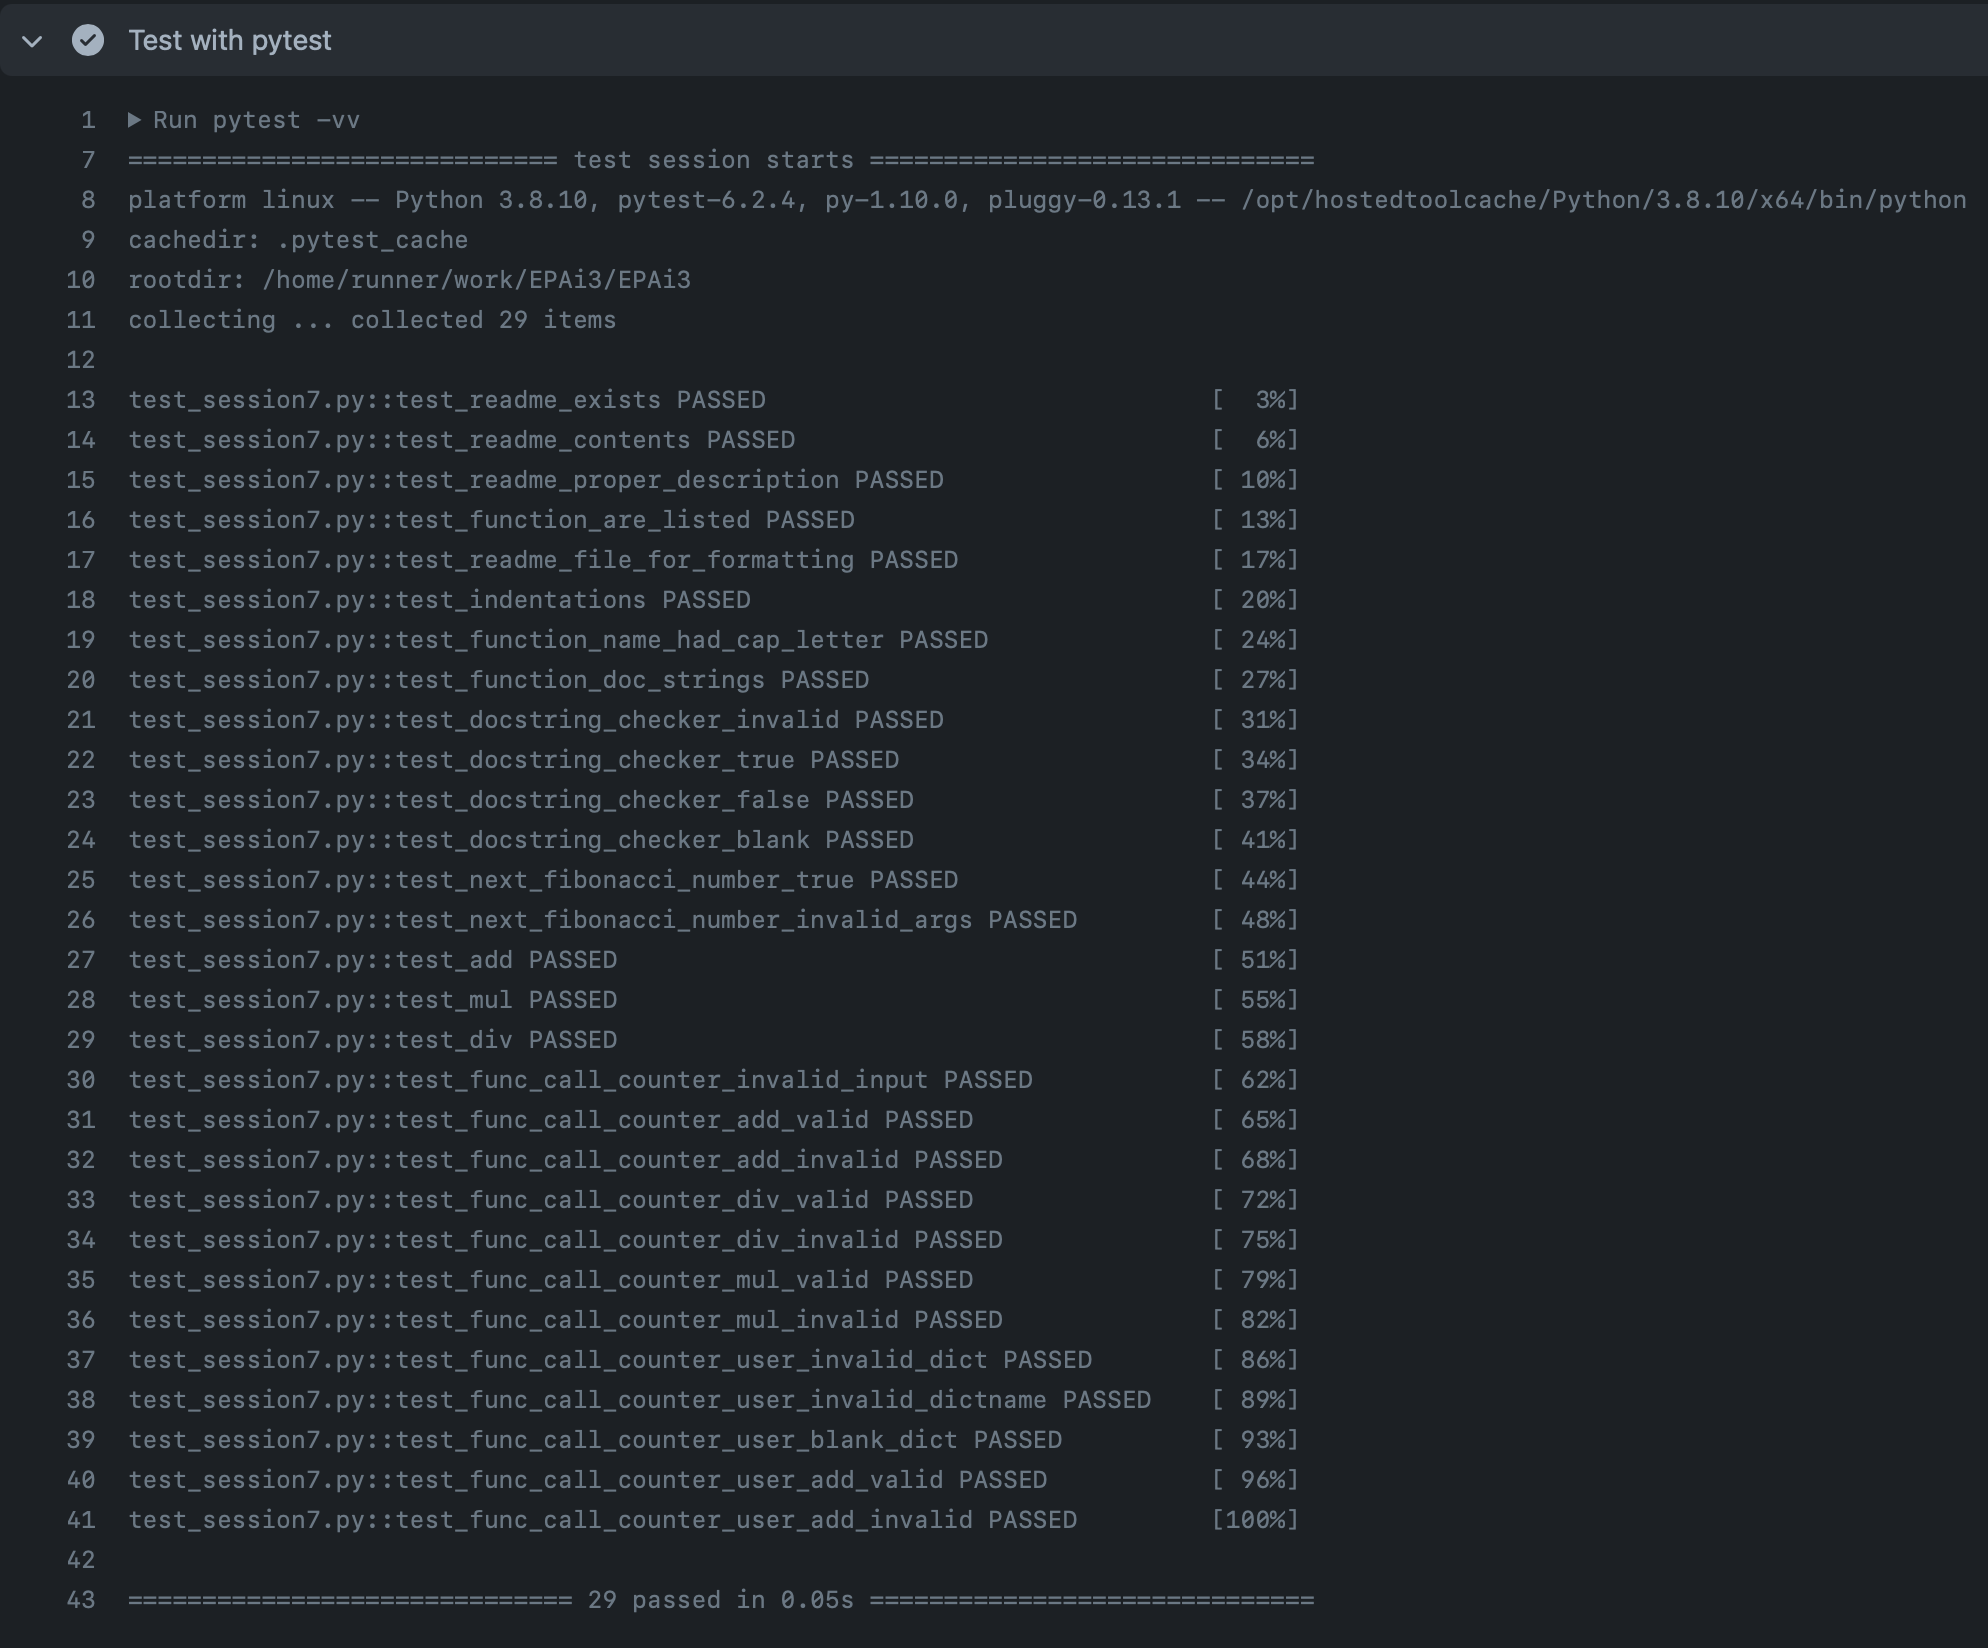 Test with pytest
1 ▶ Run pytest -vv
7 ============================= test session starts ==============================
8 platform linux -- Python 3.8.10, pytest-6.2.4, py-1.10.0, pluggy-0.13.1 -- /opt/hostedtoolcache/Python/3.8.10/x64/bin/python
9 cachedir: .pytest_cache
10 rootdir: /home/runner/work/EPAi3/EPAi3
11 collecting ... collected 29 items
12
13 test_session7.py::test_readme_exists PASSED [  3%]
14 test_session7.py::test_readme_contents PASSED [  6%]
15 test_session7.py::test_readme_proper_description PASSED [ 10%]
16 test_session7.py::test_function_are_listed PASSED [ 13%]
17 test_session7.py::test_readme_file_for_formatting PASSED [ 17%]
18 test_session7.py::test_indentations PASSED [ 20%]
19 test_session7.py::test_function_name_had_cap_letter PASSED [ 24%]
20 test_session7.py::test_function_doc_strings PASSED [ 27%]
21 test_session7.py::test_docstring_checker_invalid PASSED [ 31%]
22 test_session7.py::test_docstring_checker_true PASSED [ 34%]
23 test_session7.py::test_docstring_checker_false PASSED [ 37%]
24 test_session7.py::test_docstring_checker_blank PASSED [ 41%]
25 test_session7.py::test_next_fibonacci_number_true PASSED [ 44%]
26 test_session7.py::test_next_fibonacci_number_invalid_args PASSED [ 48%]
27 test_session7.py::test_add PASSED [ 51%]
28 test_session7.py::test_mul PASSED [ 55%]
29 test_session7.py::test_div PASSED [ 58%]
30 test_session7.py::test_func_call_counter_invalid_input PASSED [ 62%]
31 test_session7.py::test_func_call_counter_add_valid PASSED [ 65%]
32 test_session7.py::test_func_call_counter_add_invalid PASSED [ 68%]
33 test_session7.py::test_func_call_counter_div_valid PASSED [ 72%]
34 test_session7.py::test_func_call_counter_div_invalid PASSED [ 75%]
35 test_session7.py::test_func_call_counter_mul_valid PASSED [ 79%]
36 test_session7.py::test_func_call_counter_mul_invalid PASSED [ 82%]
37 test_session7.py::test_func_call_counter_user_invalid_dict PASSED [ 86%]
38 test_session7.py::test_func_call_counter_user_invalid_dictname PASSED [ 89%]
39 test_session7.py::test_func_call_counter_user_blank_dict PASSED [ 93%]
40 test_session7.py::test_func_call_counter_user_add_valid PASSED [ 96%]
41 test_session7.py::test_func_call_counter_user_add_invalid PASSED [100%]
42
43 ============================== 29 passed in 0.05s ==============================